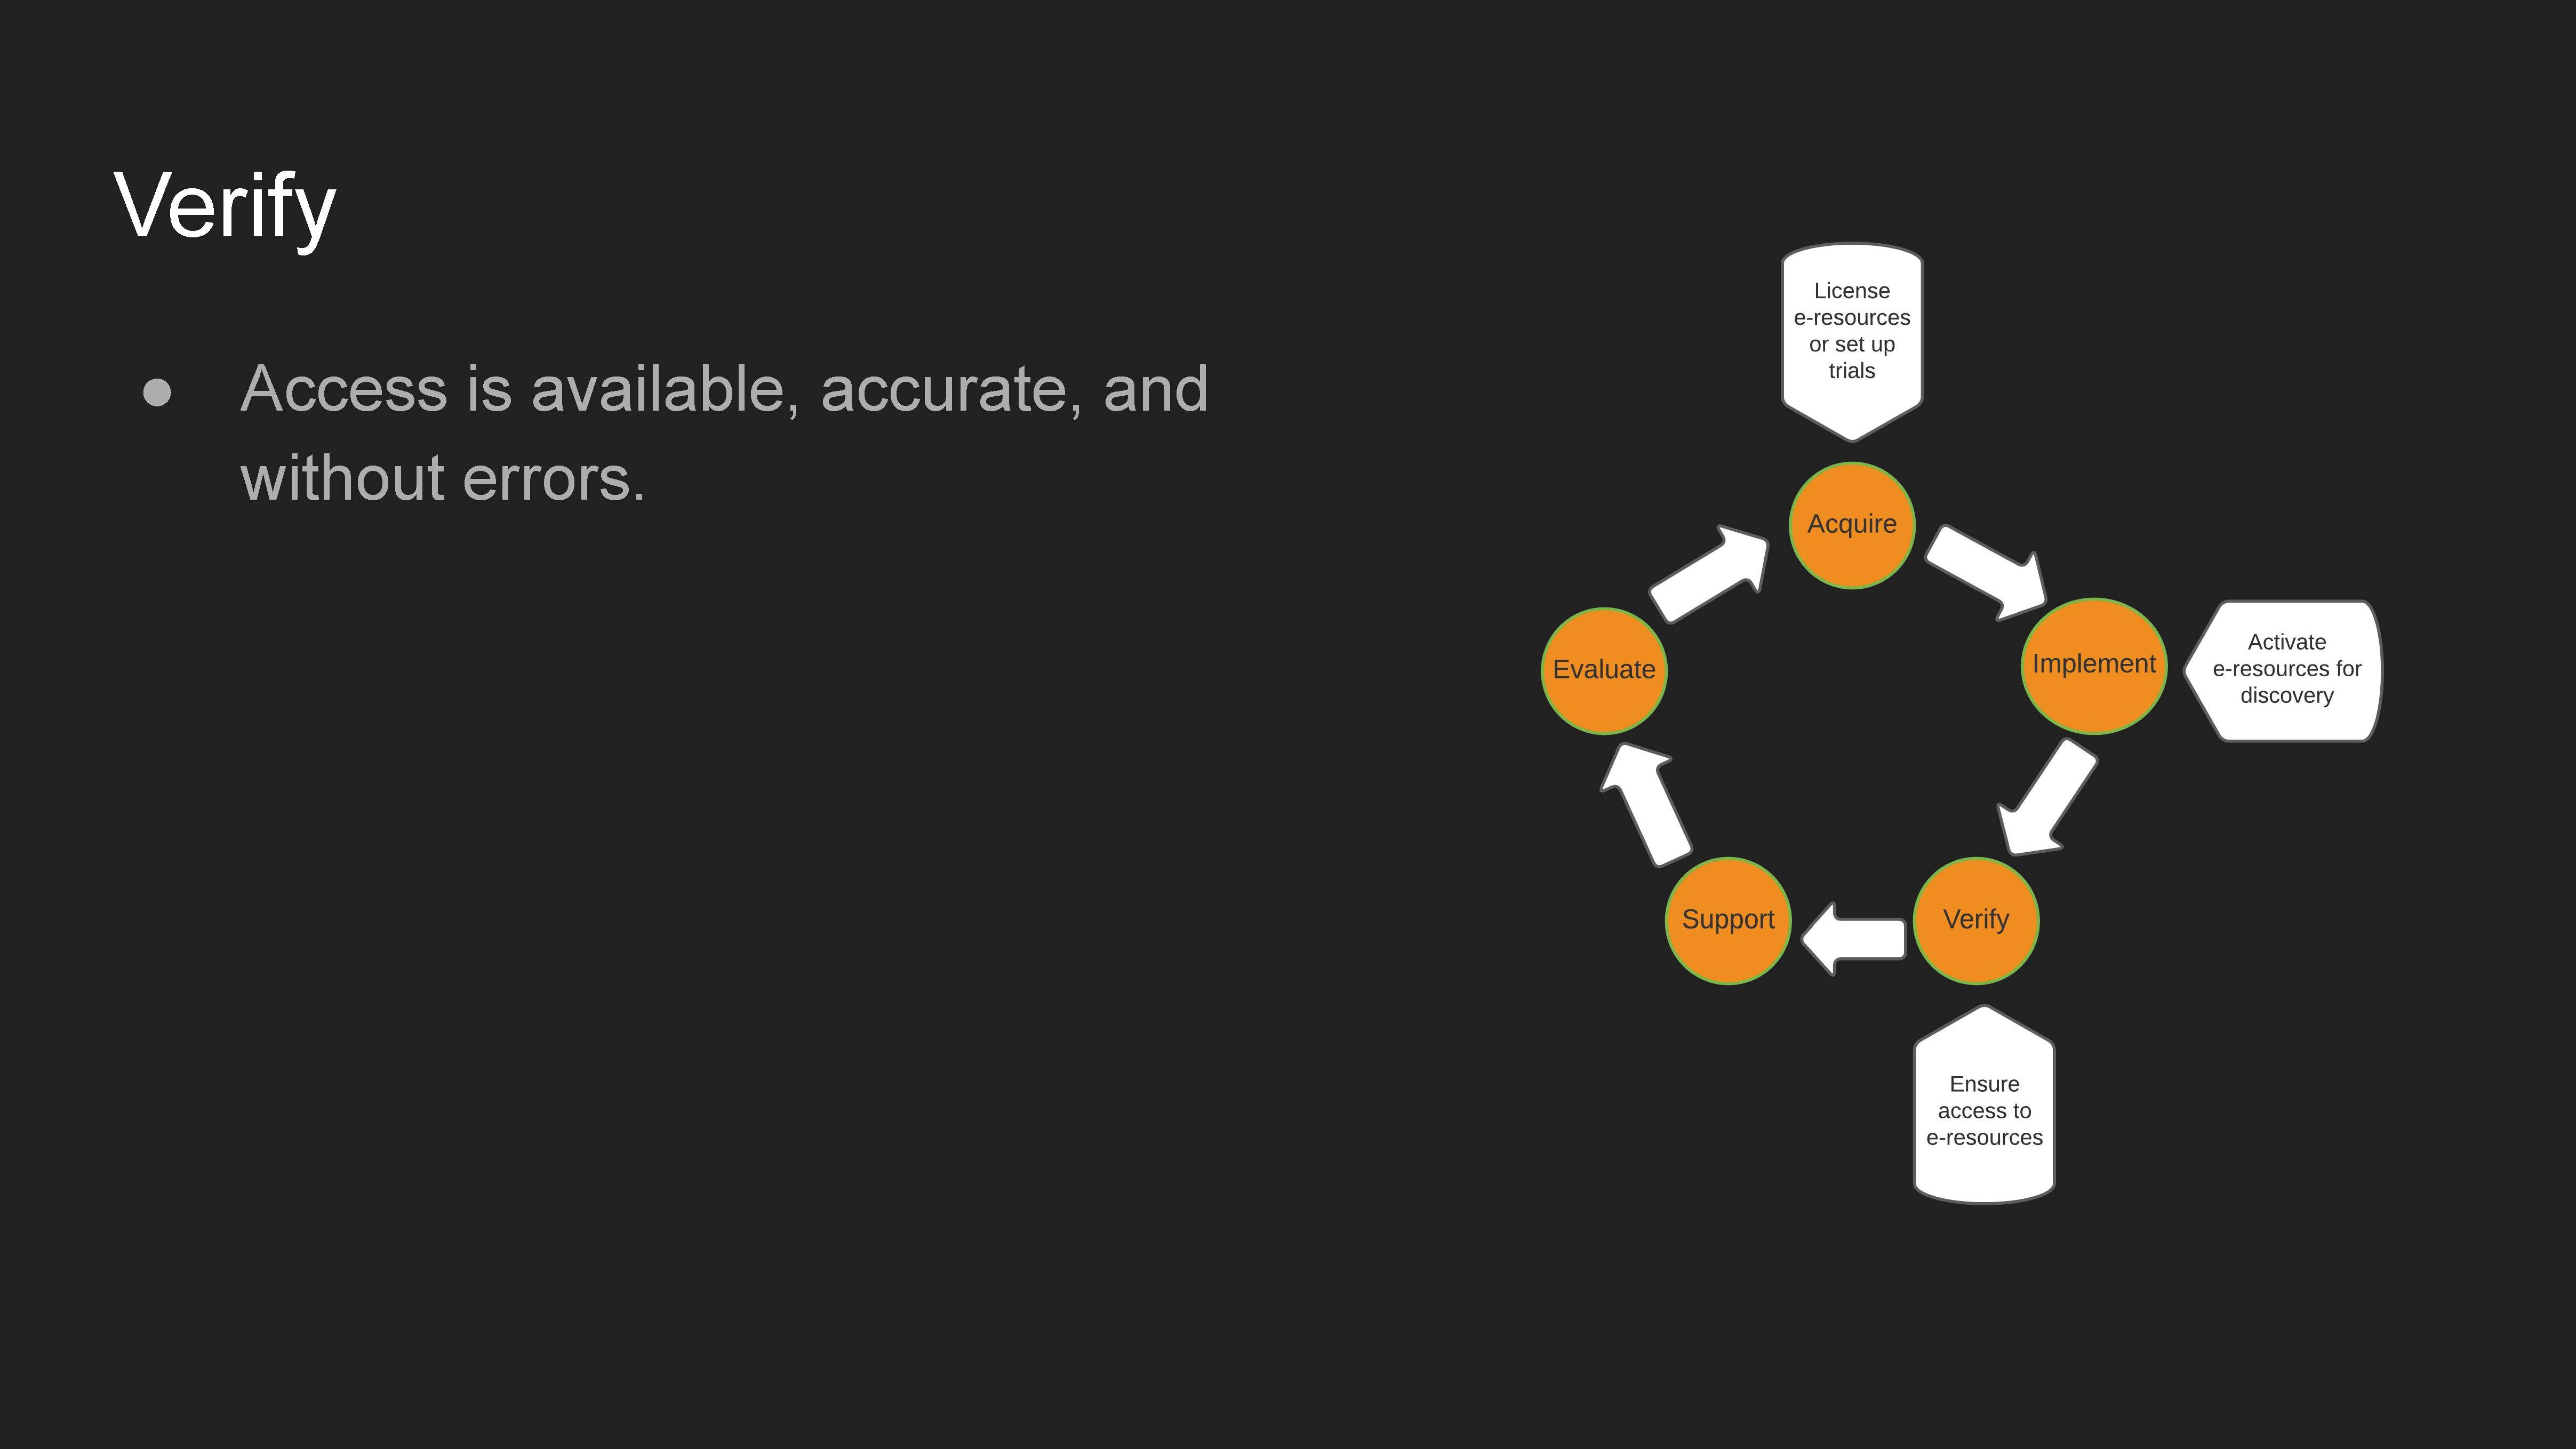 Verify
● Access is available, accurate, and
without errors.
License
e-resources
or set up
trials
Acquire
Implement
Activate
e-resources for
discovery
Evaluate
Support
Verify
Ensure
access to
e-resources